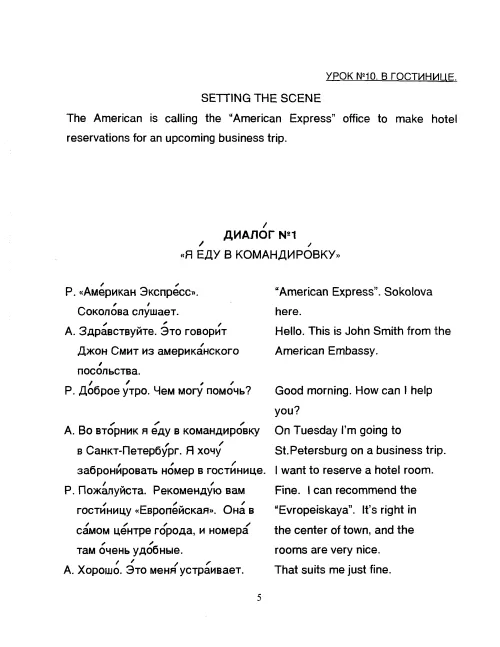 УРОК №10. В ГОСТИНИЦЕ.
SETTING THE SCENE
The American is calling the "American Express" office to make hotel
reservations for an upcoming business trip.
ДИАЛО́Г №1
«Я Е́ДУ В КОМАНДИРО́ВКУ»
Р. «Аме́рикан Экспре́сс». "American Express". Sokolova
Соколо́ва слу́шает. here.
А. Здра́вствуйте. Э́то говори́т Hello. This is John Smith from the
Джон Смит из америка́нского American Embassy.
посо́льства.
Р. До́брое у́тро. Чем могу́ помо́чь? Good morning. How can I help
you?
А. Во вто́рник я е́ду в командиро́вку On Tuesday I'm going to
в Санкт-Петербу́рг. Я хочу́ St.Petersburg on a business trip.
заброни́ровать но́мер в гости́нице. I want to reserve a hotel room.
Р. Пожа́луйста. Рекоменду́ю вам Fine. I can recommend the
гости́ницу «Европе́йская». Она́ в "Evropeiskaya". It's right in
са́мом це́нтре го́рода, и номера́ the center of town, and the
там о́чень удо́бные. rooms are very nice.
А. Хорошо́. Э́то меня́ устра́ивает. That suits me just fine.
5